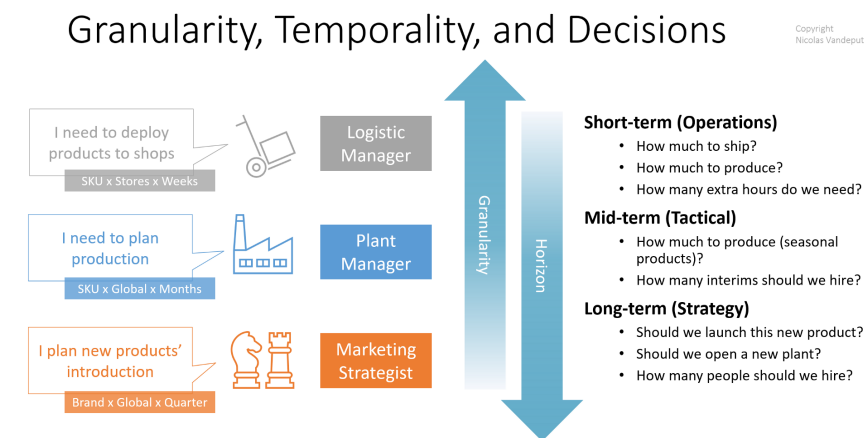 Granularity, Temporality, and Decisions
Copyright
Nicolas Vandeput
I need to deploy
products to shops
SKU x Stores x Weeks
Logistic
Manager
I need to plan
production
SKU x Global x Months
Plant
Manager
I plan new products’
introduction
Brand x Global x Quarter
Marketing
Strategist
Granularity
Horizon
Short-term (Operations)
• How much to ship?
• How much to produce?
• How many extra hours do we need?
Mid-term (Tactical)
• How much to produce (seasonal
products)?
• How many interims should we hire?
Long-term (Strategy)
• Should we launch this new product?
• Should we open a new plant?
• How many people should we hire?